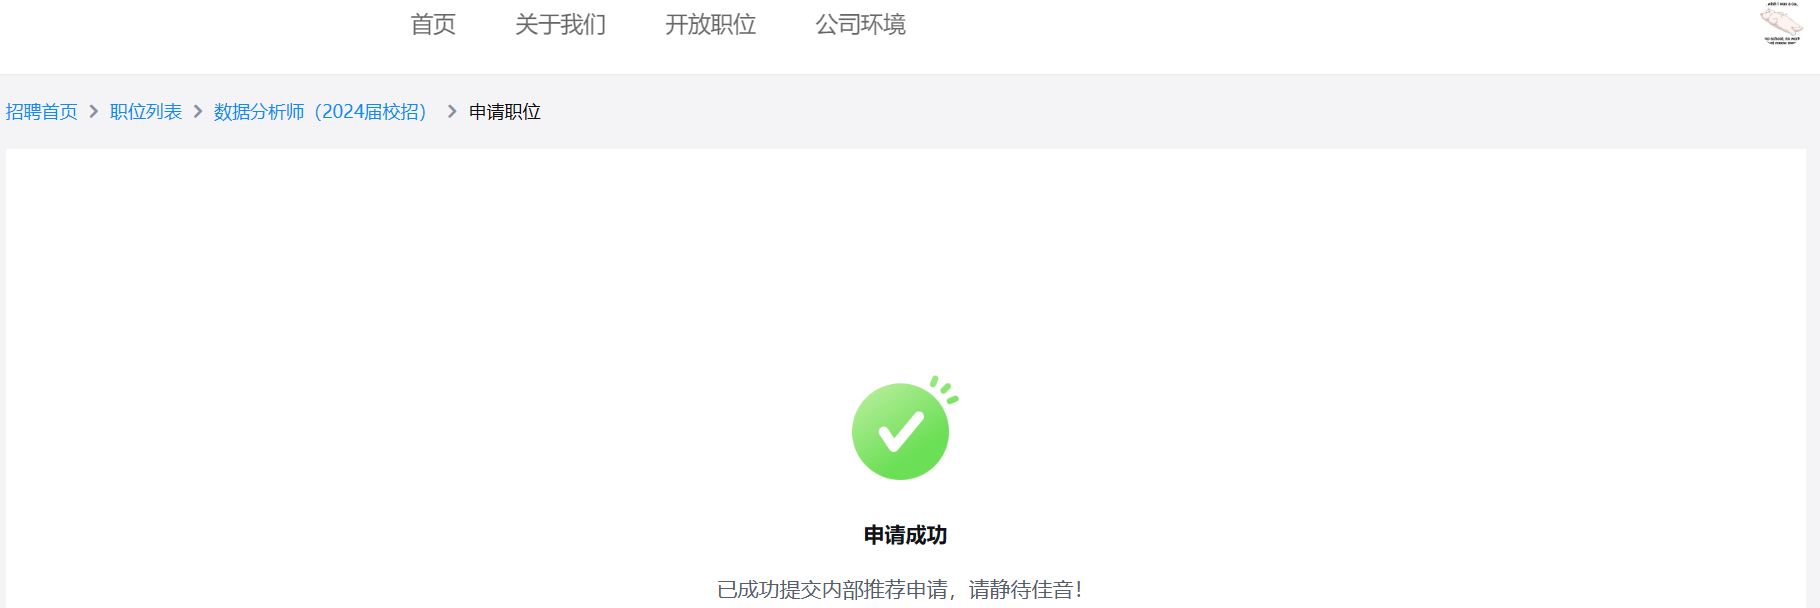 首页 关于我们 开放职位 公司环境
招聘首页 > 职位列表 > 数据分析师（2024届校招） > 申请职位
申请成功
已成功提交内部推荐申请，请静待佳音！